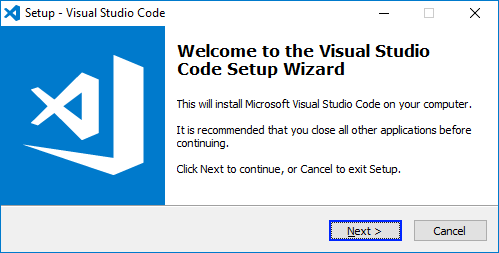 Setup - Visual Studio Code
Welcome to the Visual Studio
Code Setup Wizard
This will install Microsoft Visual Studio Code on your computer.
It is recommended that you close all other applications before
continuing.
Click Next to continue, or Cancel to exit Setup.
Next >
Cancel